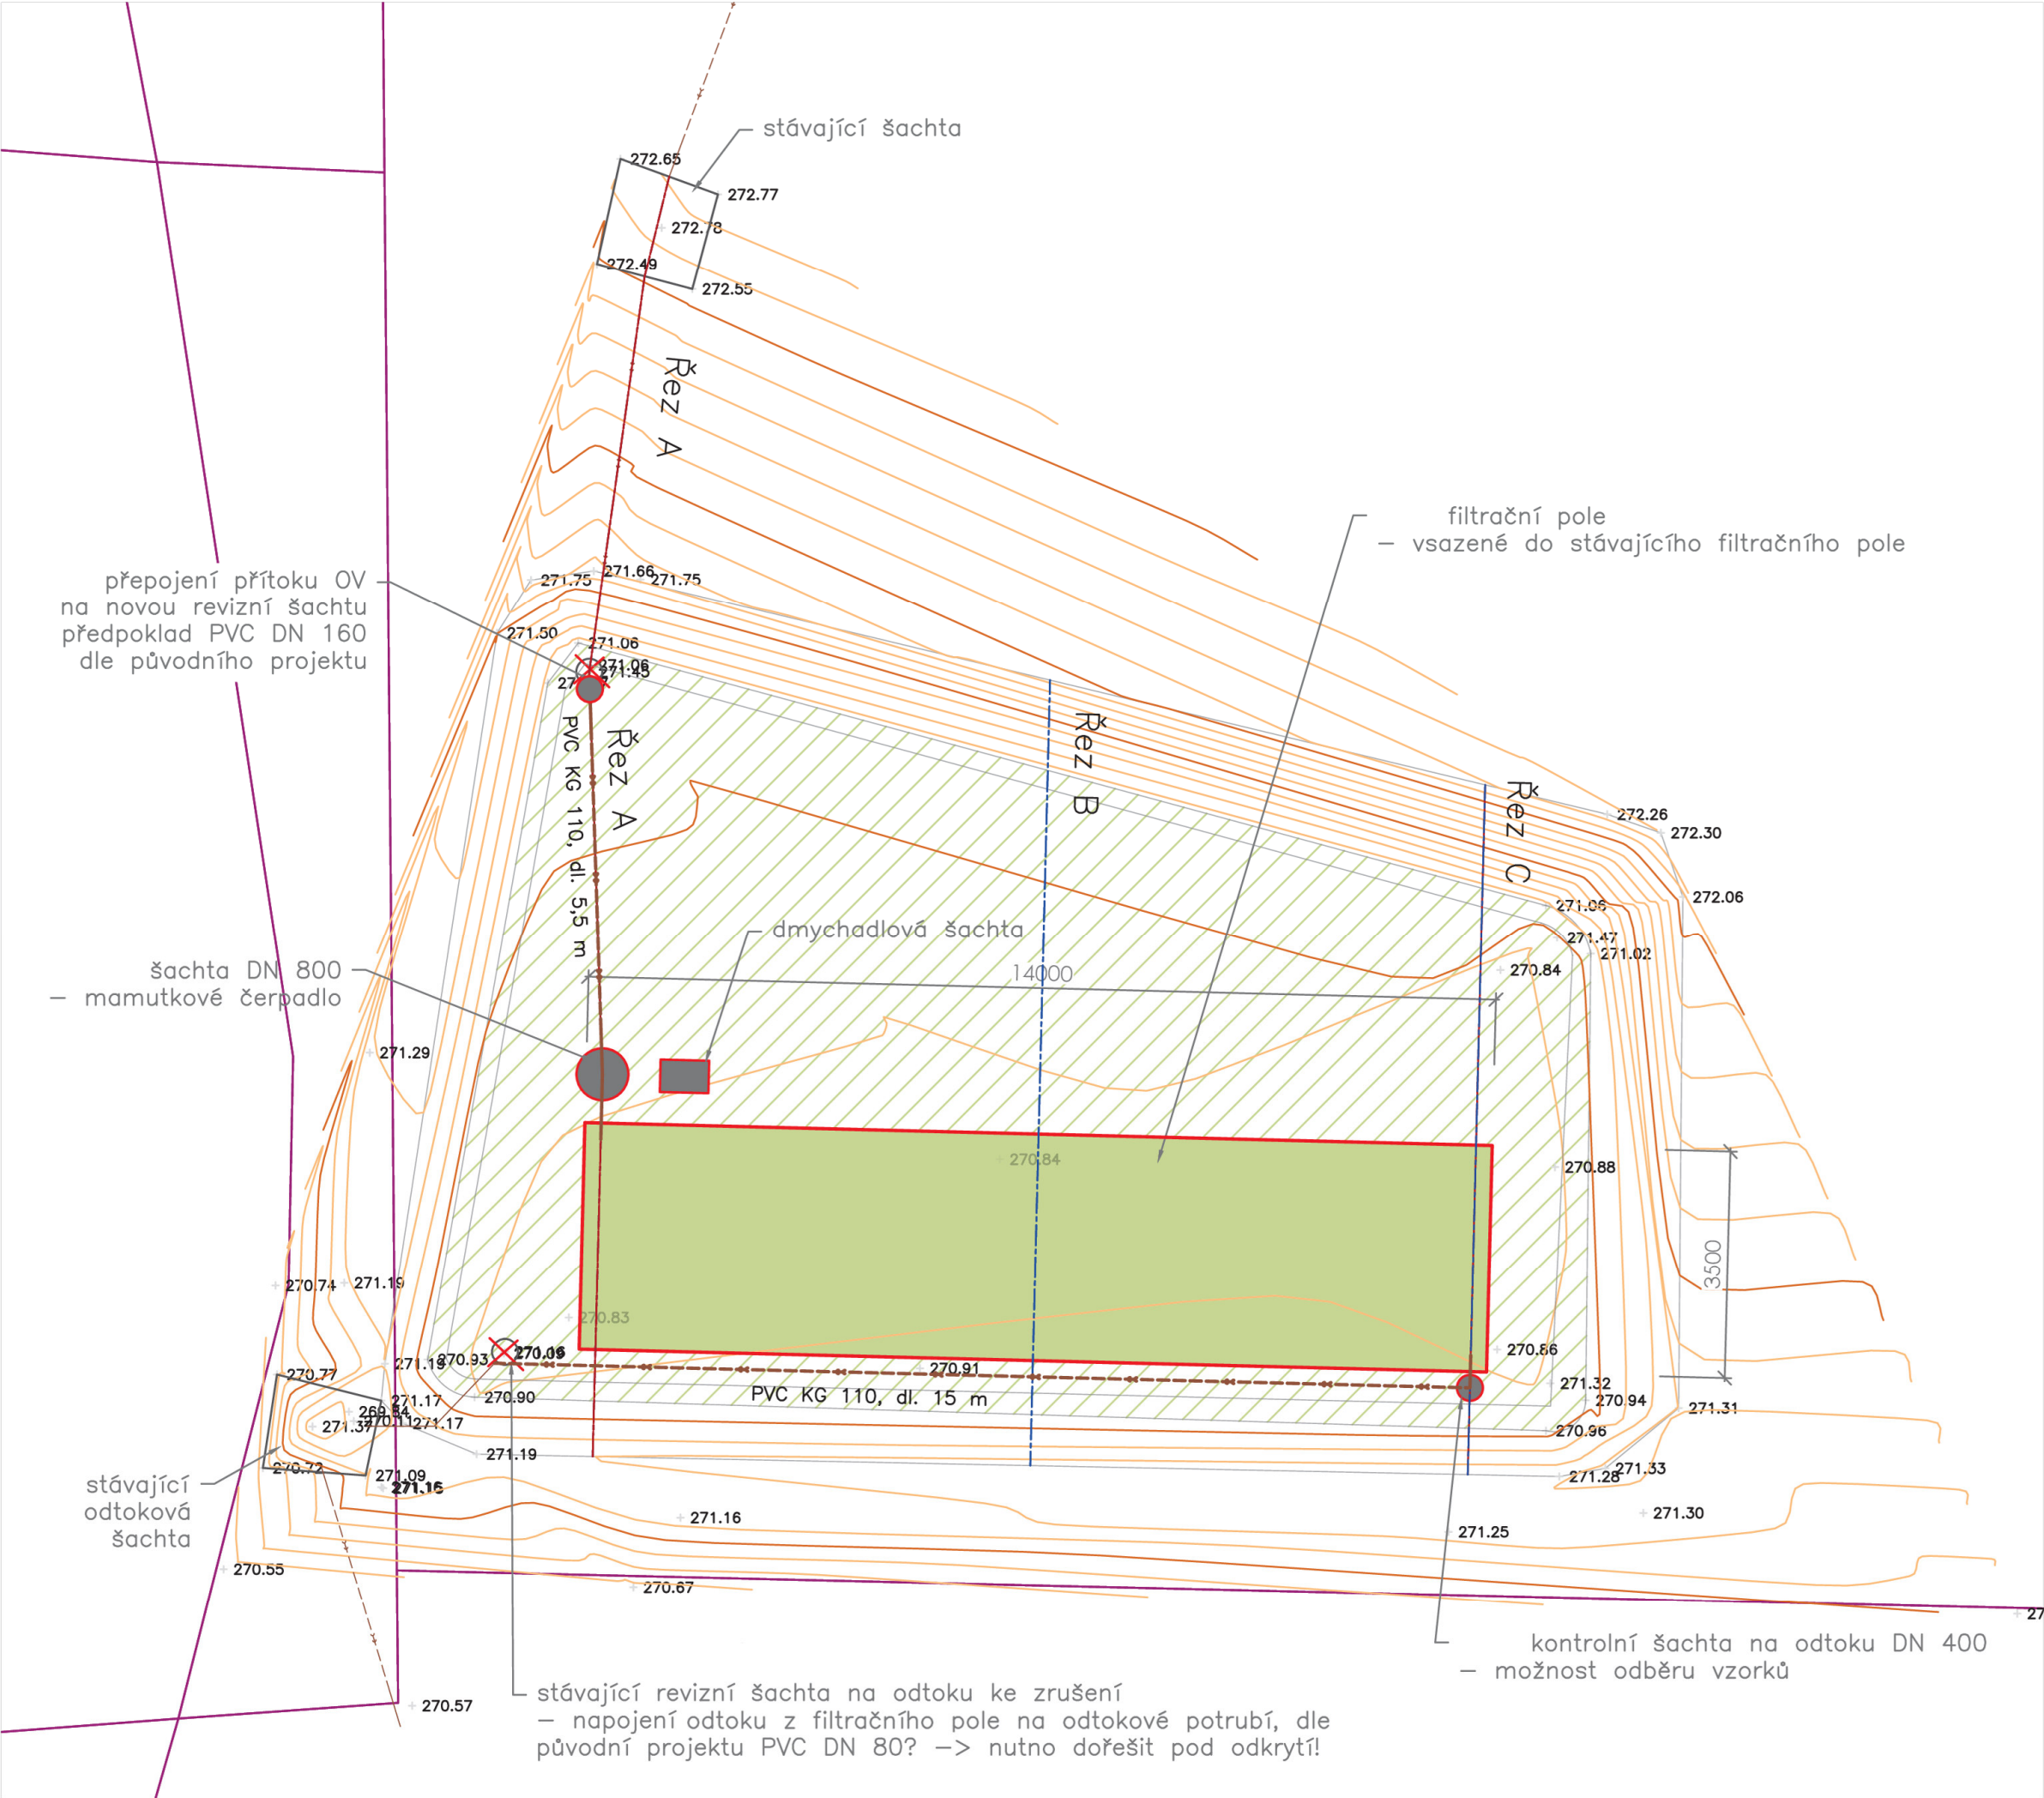 stávající šachta
272.65
272.77
272.78
272.49
272.55
Řez A
filtrační pole
– vsazené do stávajícího filtračního pole
přepojení přítoku OV
na novou revizní šachtu
předpoklad PVC DN 160
dle původního projektu
271.75
271.66
271.75
271.50
271.06
271.06
271.45
Řez A
PVC KG 110, dl. 5,5 m
Řez B
Řez C
272.26
272.30
272.06
271.06
271.47
271.02
270.84
dmychadlová šachta
14000
šachta DN 800
– mamutkové čerpadlo
271.29
270.84
270.88
3500
270.74
271.19
270.83
270.86
271.19
270.93
270.91
PVC KG 110, dl. 15 m
270.77
271.17
270.90
271.32
270.94
271.31
271.37
271.17
270.96
271.19
270.72
271.09
271.28
271.33
stávající
odtoková
šachta
271.16
271.25
271.30
270.55
270.67
27
kontrolní šachta na odtoku DN 400
– možnost odběru vzorků
270.57
stávající revizní šachta na odtoku ke zrušení
– napojení odtoku z filtračního pole na odtokové potrubí, dle
původní projektu PVC DN 80? –> nutno dořešit pod odkrytí!